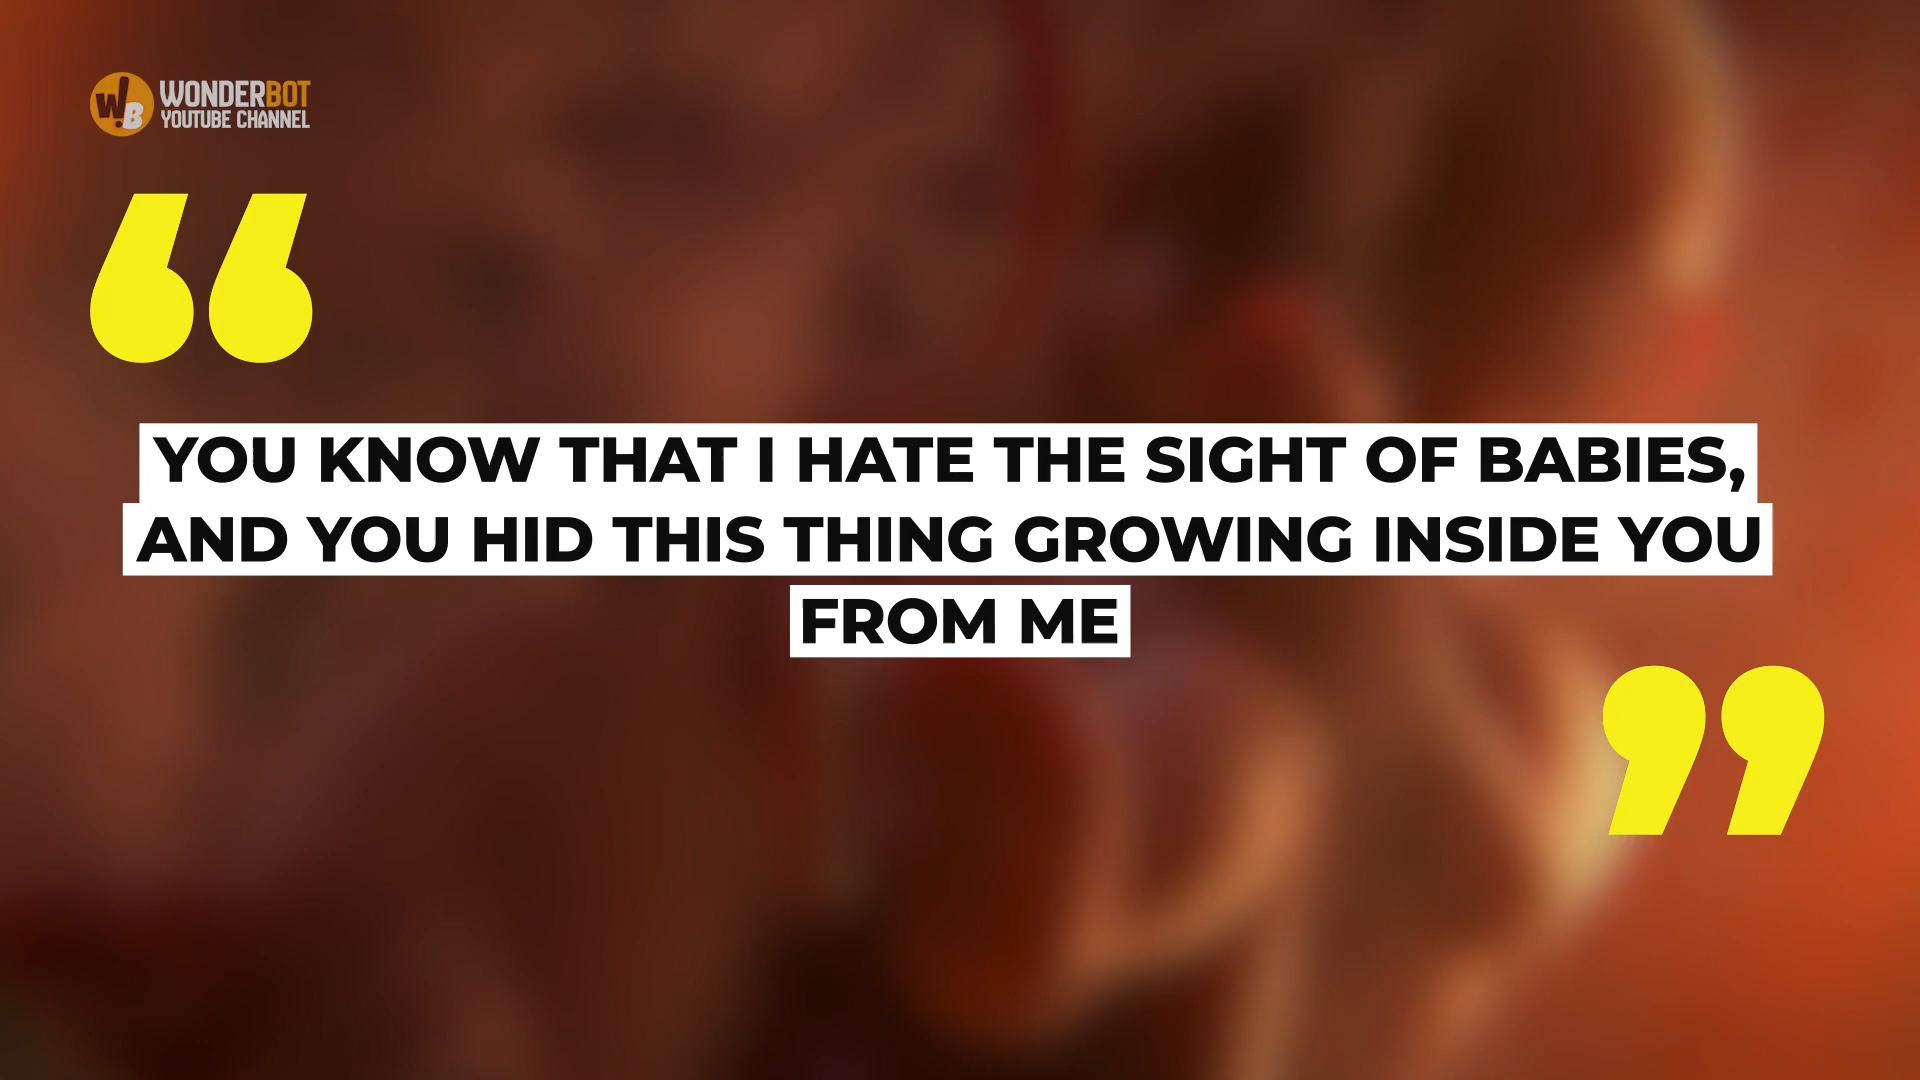 WONDERBOT
YOUTUBE CHANNEL
“
YOU KNOW THAT I HATE THE SIGHT OF BABIES,
AND YOU HID THIS THING GROWING INSIDE YOU
FROM ME
”